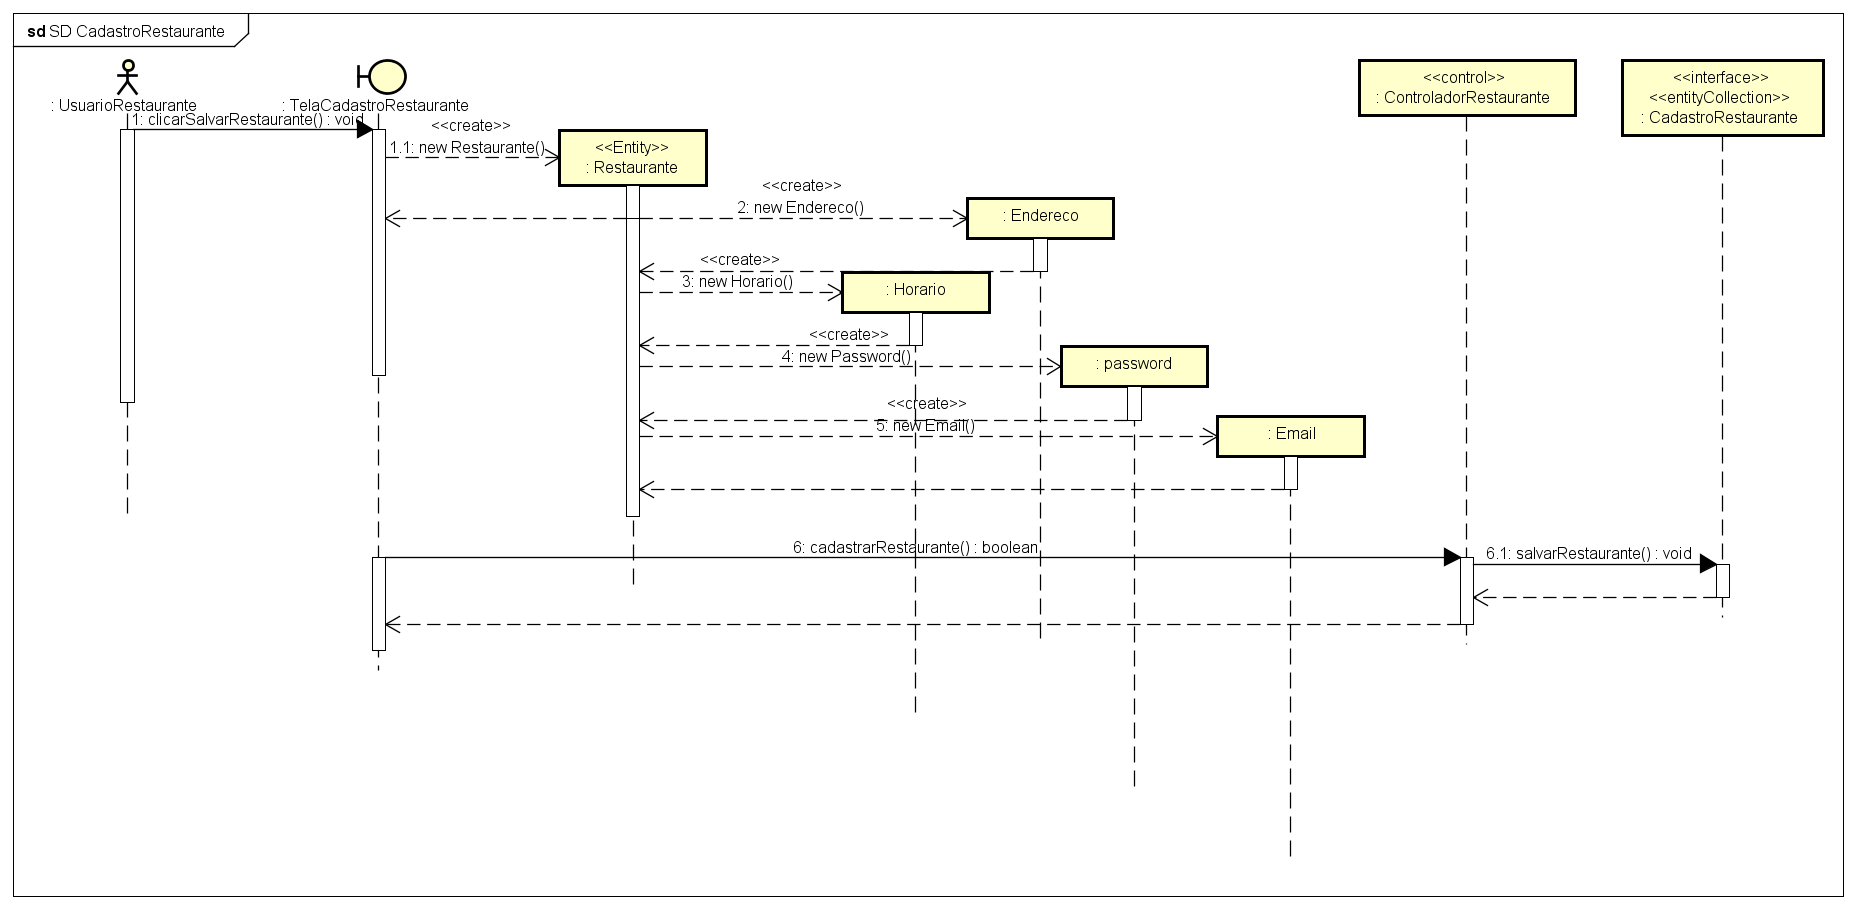 sd SD CadastroRestaurante
: UsuarioRestaurante
: TelaCadastroRestaurante
<<control>>
: ControladorRestaurante
<<interface>>
<<entityCollection>>
: CadastroRestaurante
1: clicarSalvarRestaurante() : void
<<create>>
1.1: new Restaurante()
<<Entity>>
: Restaurante
<<create>>
2: new Endereco()
: Endereco
<<create>>
3: new Horario()
: Horario
<<create>>
4: new Password()
: password
<<create>>
5: new Email()
: Email
6: cadastrarRestaurante() : boolean
6.1: salvarRestaurante() : void